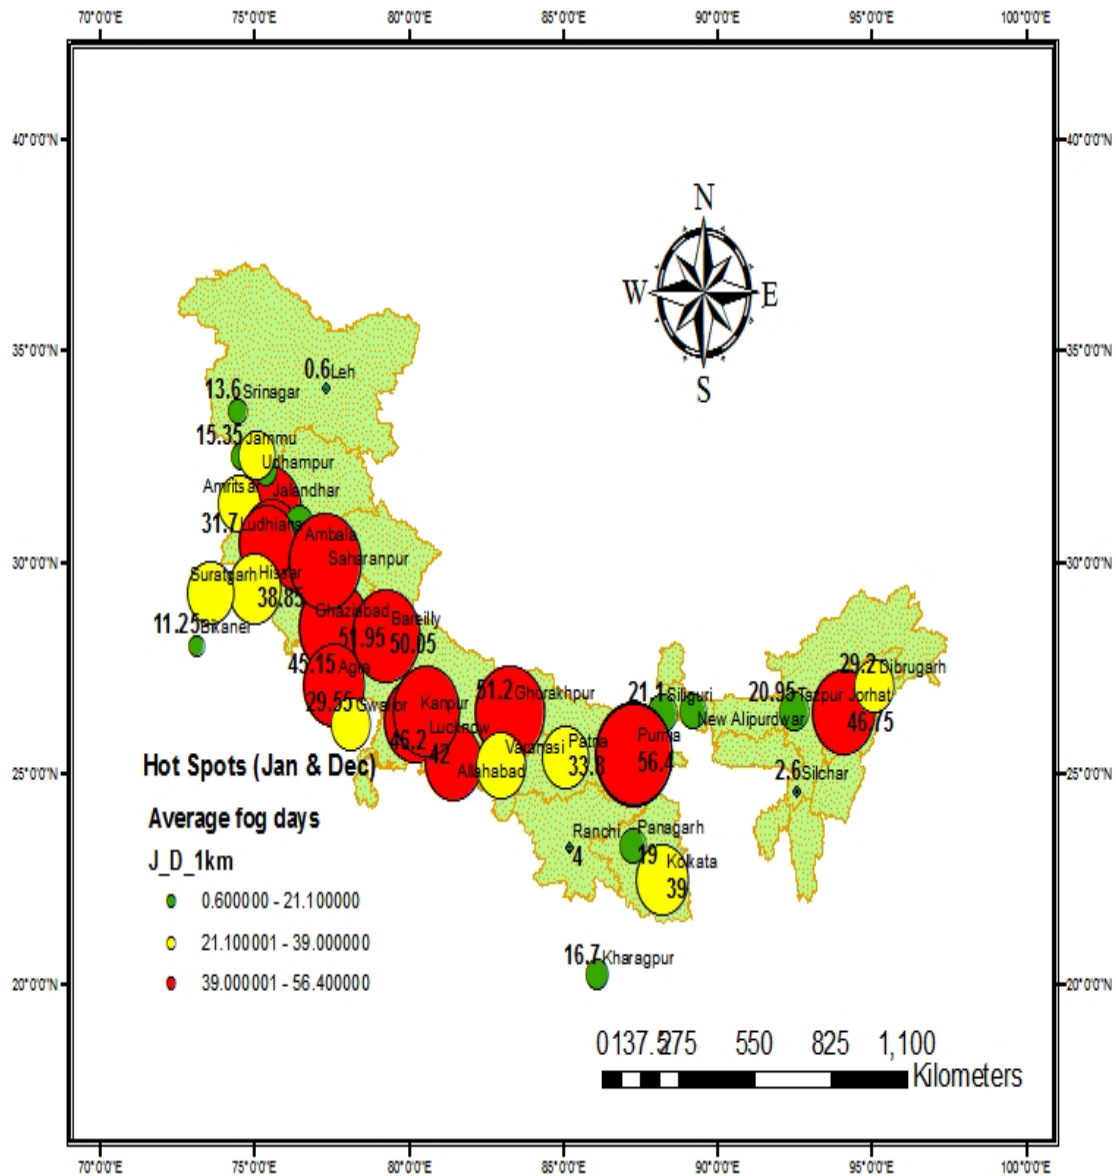 70°0'0"E 75°0'0"E 80°0'0"E 85°0'0"E 90°0'0"E 95°0'0"E 100°0'0"E
40°0'0"N 40°0'0"N
N
W E
S
35°0'0"N 35°0'0"N
0.6 Leh
13.6 Srinagar
15.35 Jammu
Udhampur
Amritsar Jalandhar
31.7 Ludhiana
Ambala
30°0'0"N 30°0'0"N
Saharanpur
Suratgarh Hissar
38.85
11.25 Bikaner
Ghaziabad Bareilly
51.95 50.05
45.15 Agra
29.2 Dibrugarh
29.55 Gwalior
Kanpur
51.2 Ghorakhpur
21.1 Siliguri
20.95 Tazpur Jorhat
New Alipurdwar
46.75
46.2 Lucknow
42
Varanasi Patna
Purnia
33.8 56.4
Allahabad
Hot Spots (Jan & Dec)
25°0'0"N 25°0'0"N
2.6 Silchar
Average fog days
Ranchi Panagarh
4 19
Kolkata
39
J_D_1km
0.600000 - 21.100000
21.100001 - 39.000000
39.000001 - 56.400000
16.7 Kharagpur
20°0'0"N 20°0'0"N
0 137.5 275 550 825 1,100
Kilometers
70°0'0"E 75°0'0"E 80°0'0"E 85°0'0"E 90°0'0"E 95°0'0"E 100°0'0"E